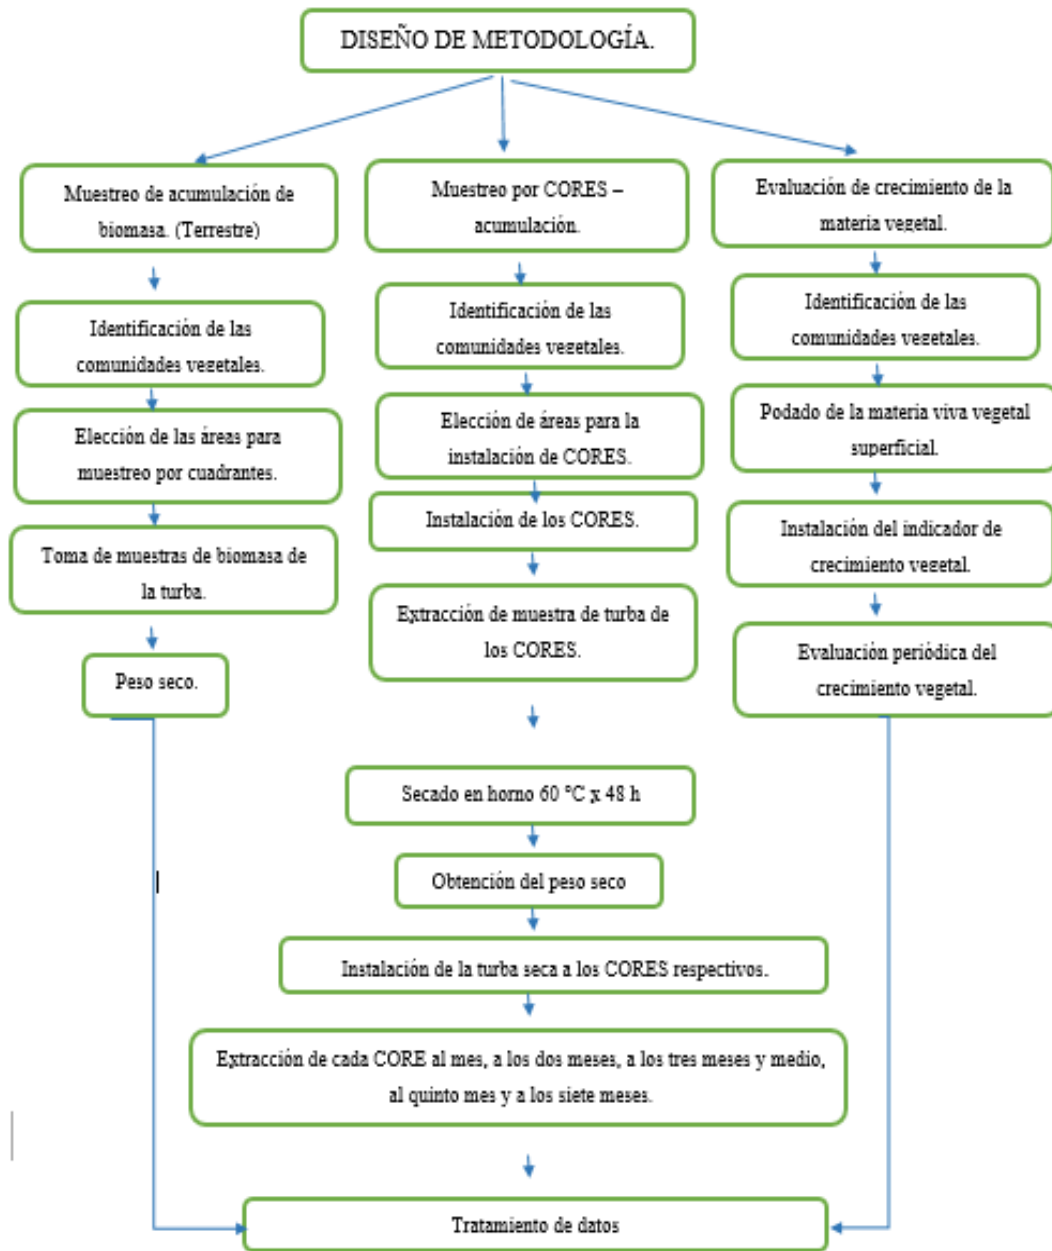 DISEÑO DE METODOLOGÍA.
Muestreo de acumulación de
biomasa. (Terrestre)
Identificación de las
comunidades vegetales.
Elección de las áreas para
muestreo por cuadrantes.
Toma de muestras de biomasa de
la turba.
Peso seco.
Muestreo por CORES –
acumulación.
Identificación de las
comunidades vegetales.
Elección de áreas para la
instalación de CORES.
Instalación de los CORES.
Extracción de muestra de turba de
los CORES.
Secado en horno 60 °C x 48 h
Obtención del peso seco
Instalación de la turba seca a los CORES respectivos.
Extracción de cada CORE al mes, a los dos meses, a los tres meses y medio,
al quinto mes y a los siete meses.
Evaluación de crecimiento de la
materia vegetal.
Identificación de las
comunidades vegetales.
Podado de la materia viva vegetal
superficial.
Instalación del indicador de
crecimiento vegetal.
Evaluación periódica del
crecimiento vegetal.
Tratamiento de datos